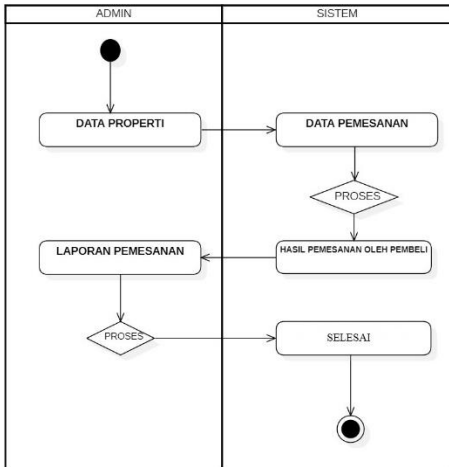 ADMIN
SISTEM
DATA PROPERTI
DATA PEMESANAN
PROSES
LAPORAN PEMESANAN
HASIL PEMESANAN OLEH PEMBELI
PROSES
SELESAI